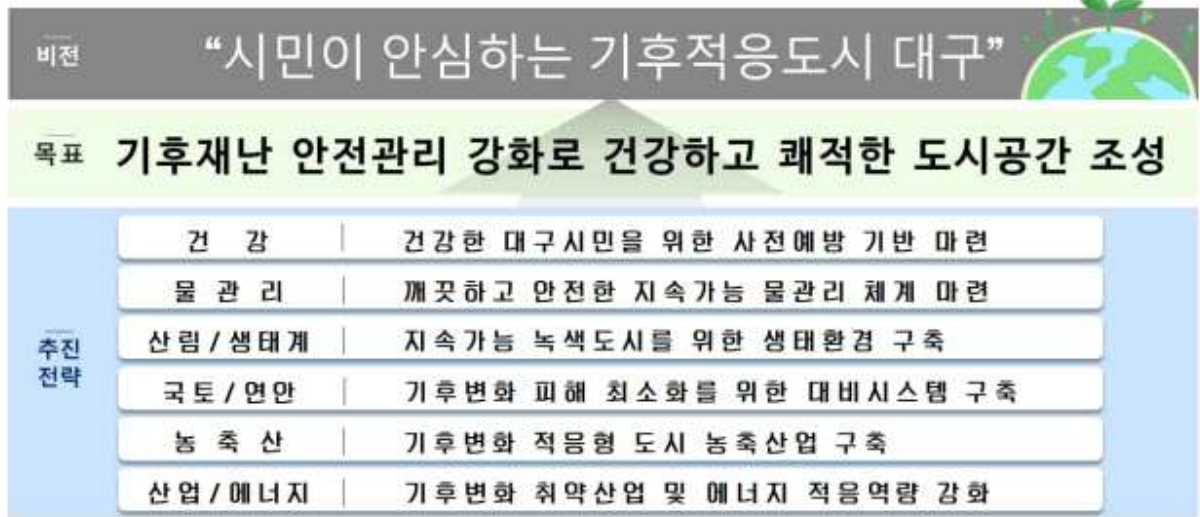 비전 “시민이 안심하는 기후적응도시 대구”
목표 기후재난 안전관리 강화로 건강하고 쾌적한 도시공간 조성
추진
전략
건 강 | 건강한 대구시민을 위한 사전예방 기반 마련
물 관 리 | 깨끗하고 안전한 지속가능 물관리 체계 마련
산림/생태계 | 지속가능 녹색도시를 위한 생태환경 구축
국토/연안 | 기후변화 피해 최소화를 위한 대비시스템 구축
농 축 산 기후변화 적응형 도시 농축산업 구축
산업/에너지 | 기후변화 취약산업 및 에너지 적응역량 강화